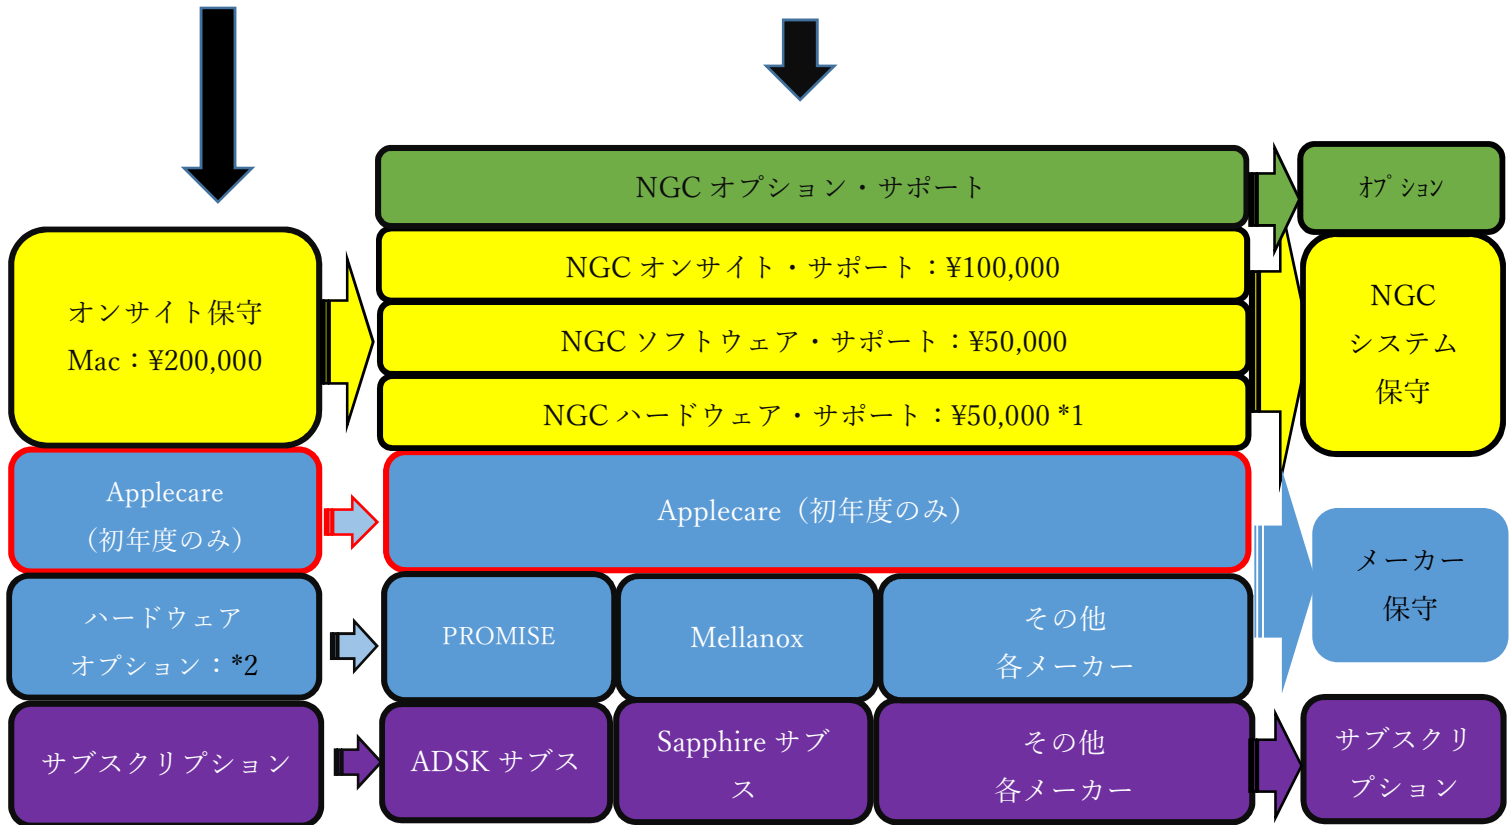 NGC オプション・サポート
ｵﾌﾟｼｮﾝ
オンサイト保守
Mac：¥200,000
NGC オンサイト・サポート：¥100,000
NGC ソフトウェア・サポート：¥50,000
NGC ハードウェア・サポート：¥50,000 *1
NGC
システム
保守
Applecare
（初年度のみ）
Applecare（初年度のみ）
メーカー
保守
ハードウェア
オプション：*2
PROMISE
Mellanox
その他
各メーカー
サブスクリプション
ADSK サブス
Sapphire サブ
ス
その他
各メーカー
サブスクリ
プション